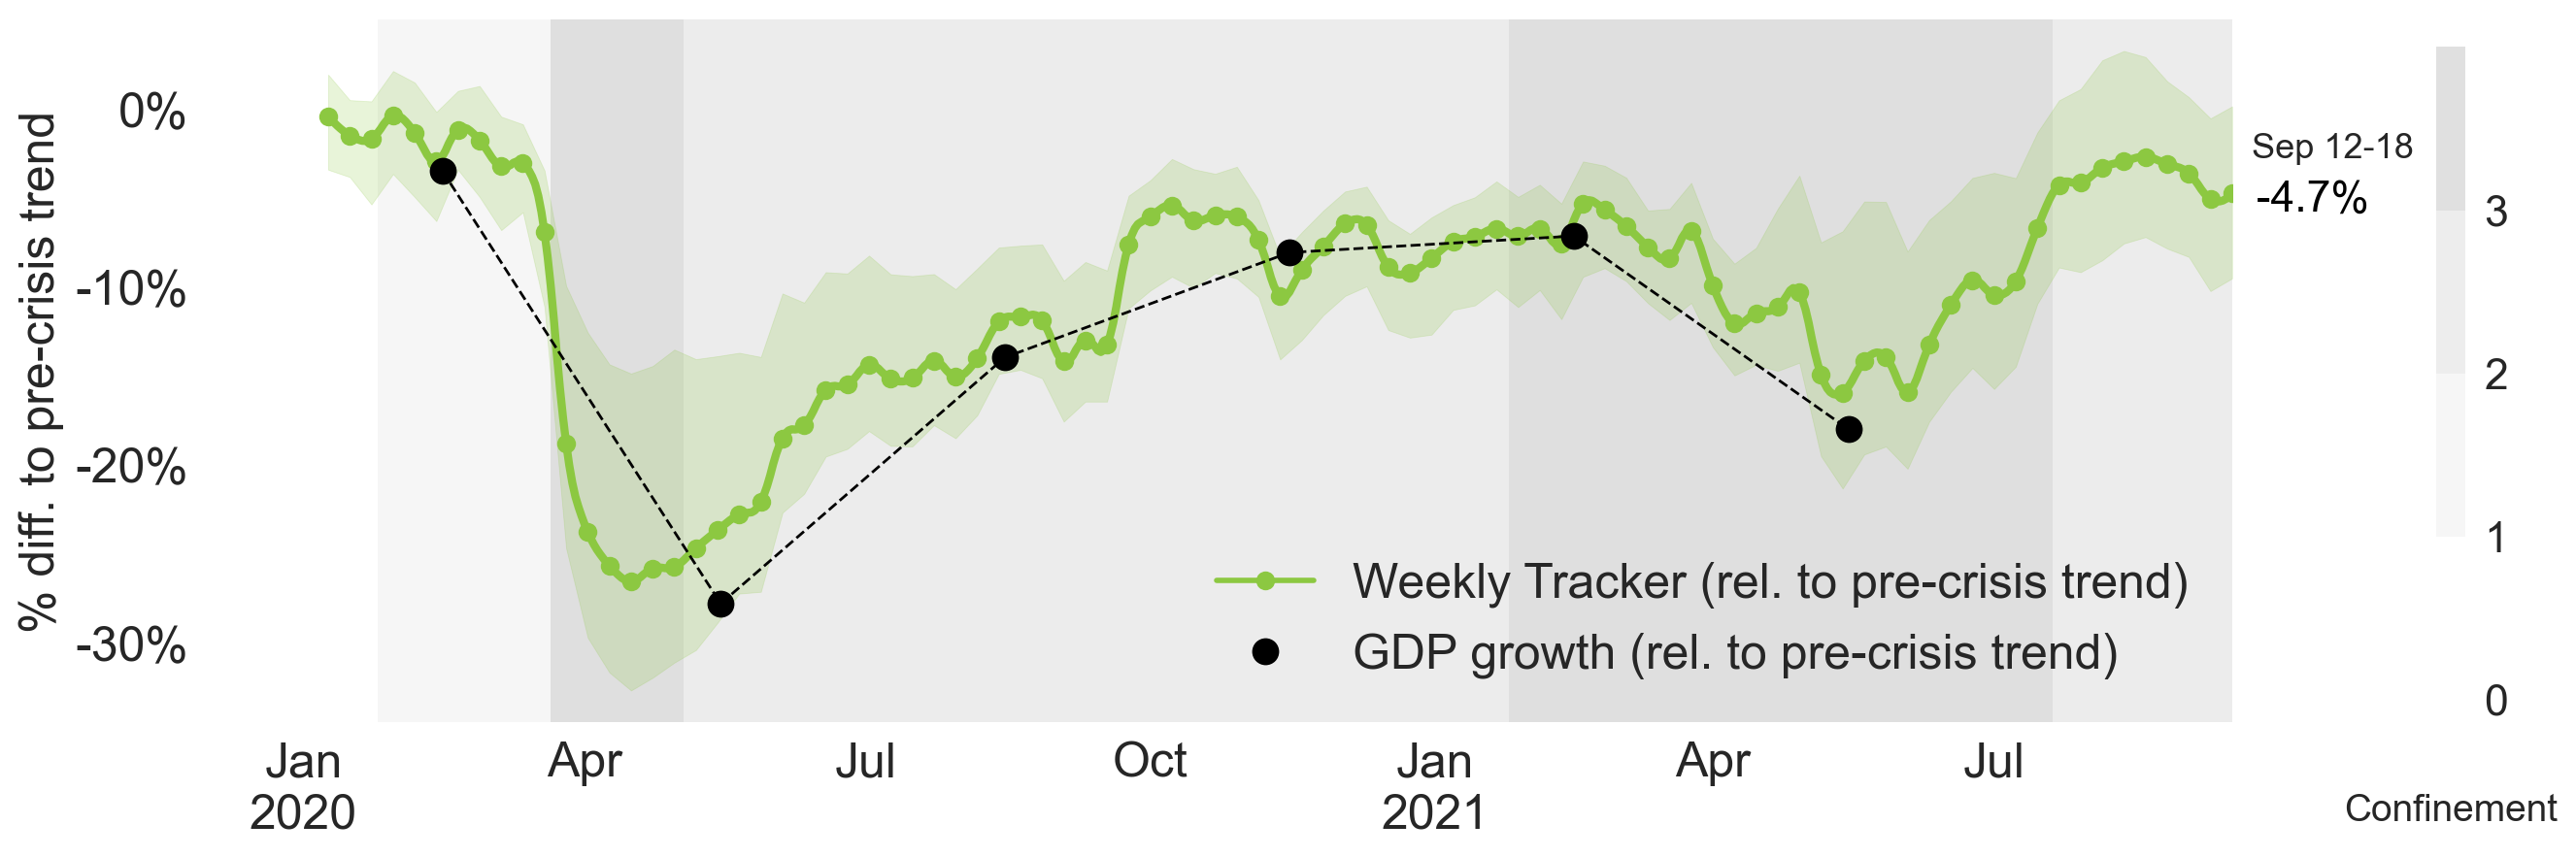 % diff. to pre-crisis trend
0%
-10%
-20%
-30%
Jan
2020
Apr
Jul
Oct
Jan
2021
Apr
Jul
Weekly Tracker (rel. to pre-crisis trend)
GDP growth (rel. to pre-crisis trend)
Sep 12-18
-4.7%
3
2
1
0
Confinement